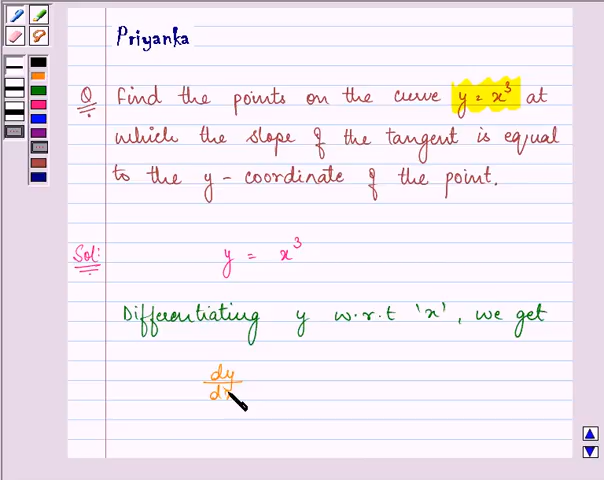 Priyanka
Q Find the points on the curve y = x³ at
which the slope of the tangent is equal
to the y - coordinate of the point.
Sol: y = x³
Differentiating y w.r.t 'x', we get
dy
dx